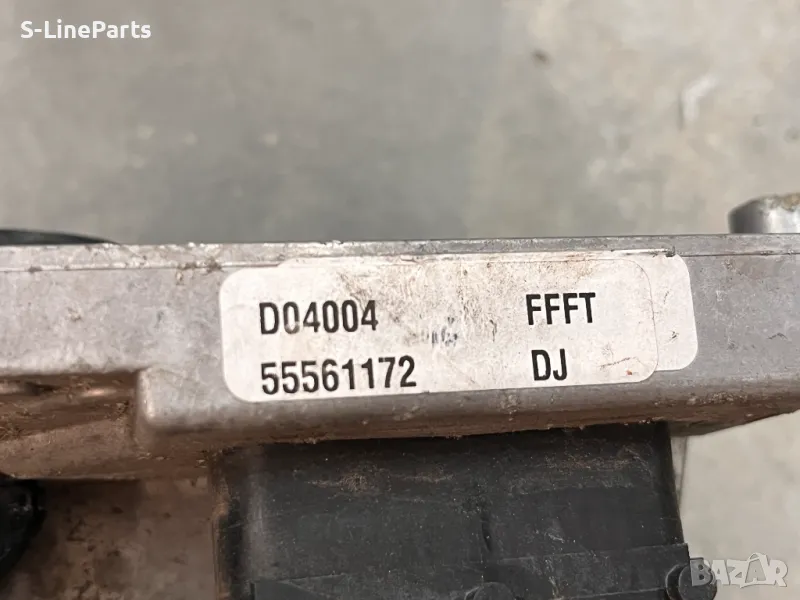 S-LineParts
D04004 FFFT
55561172 DJ
BAZAR